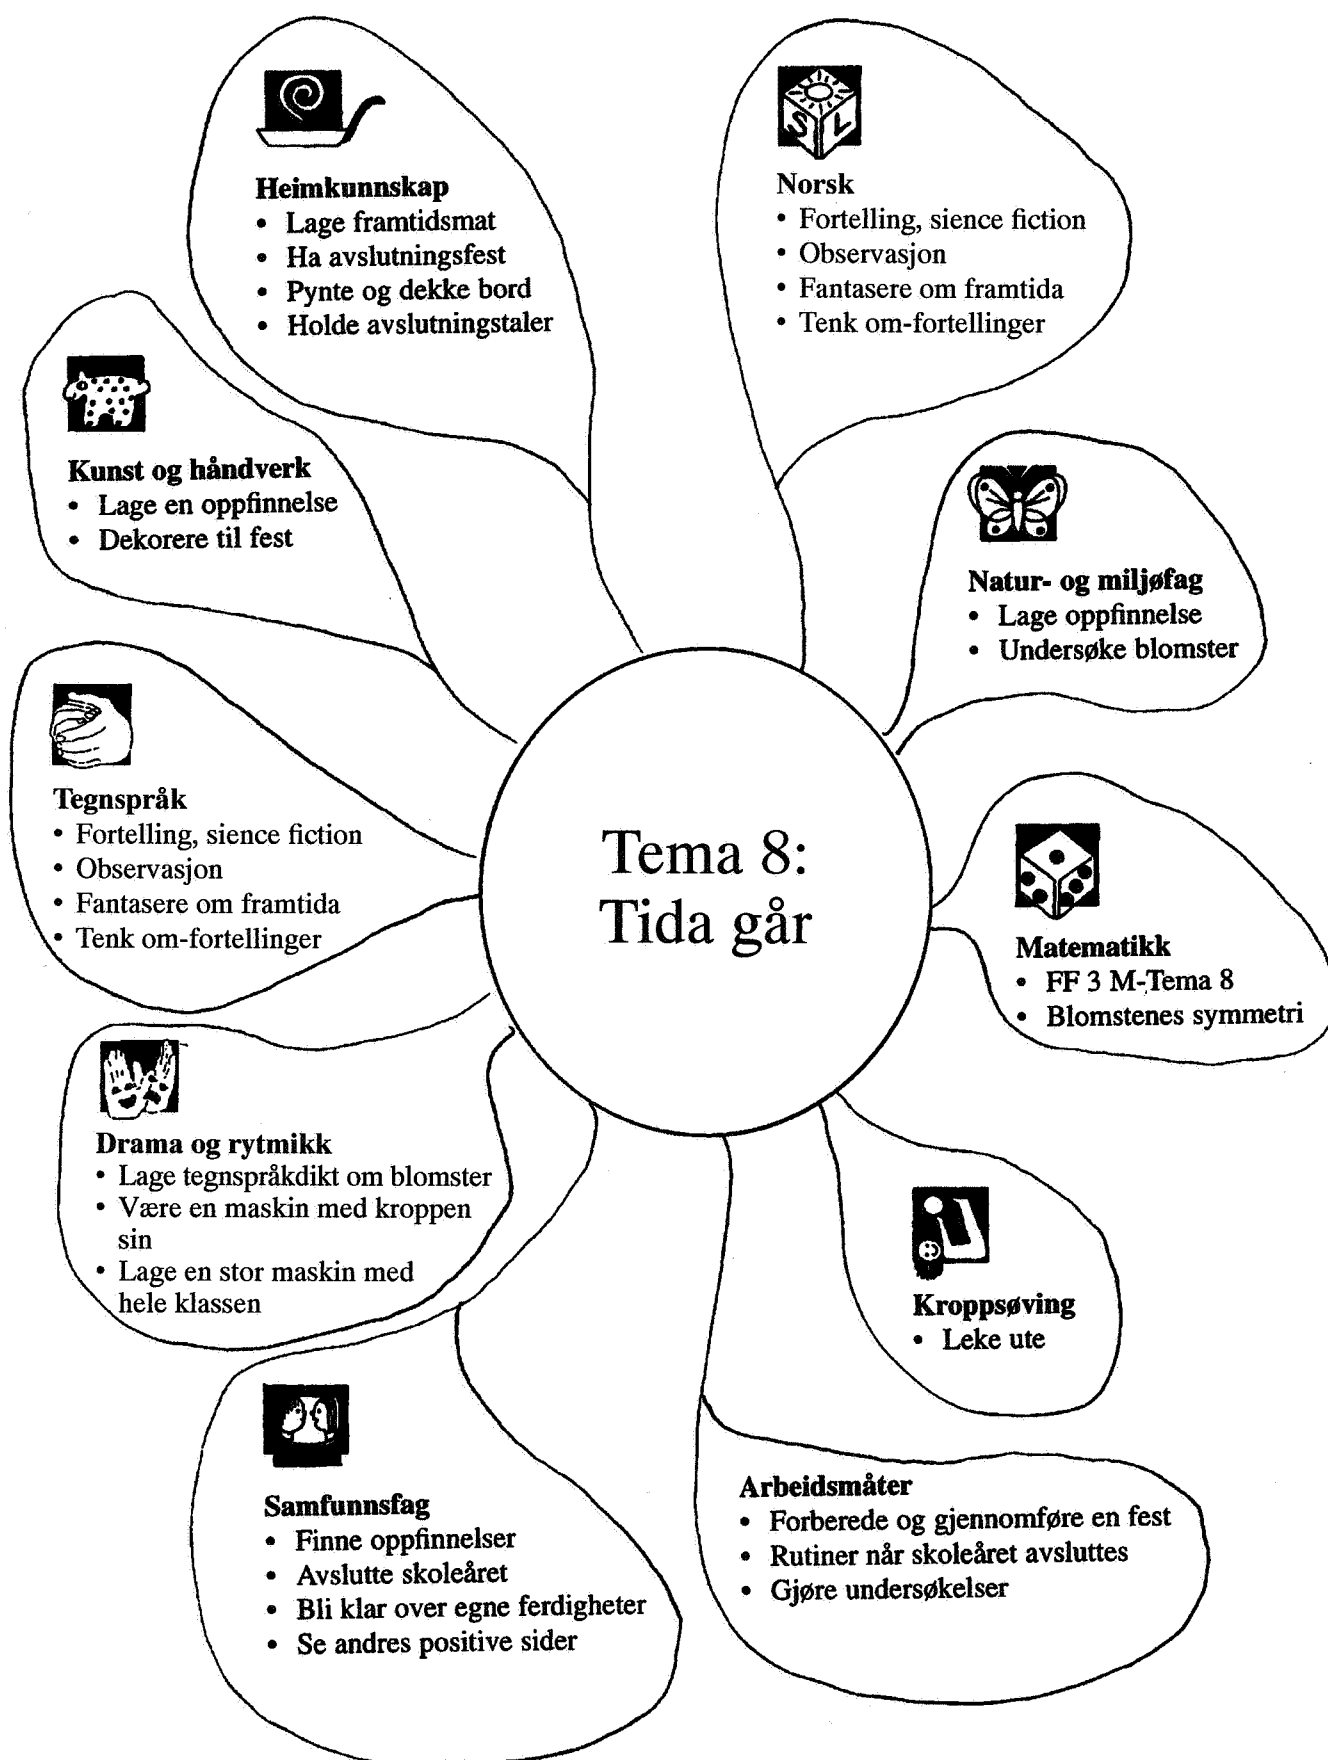 Heimkunnskap
• Lage framtidsmat
• Ha avslutningsfest
• Pynte og dekke bord
• Holde avslutningstaler
S L
Norsk
• Fortelling, sience fiction
• Observasjon
• Fantasere om framtida
• Tenk om-fortellinger
Kunst og håndverk
• Lage en oppfinnelse
• Dekorere til fest
Natur- og miljøfag
• Lage oppfinnelse
• Undersøke blomster
Tegnspråk
• Fortelling, sience fiction
• Observasjon
• Fantasere om framtida
• Tenk om-fortellinger
Tema 8:
Tida går
Matematikk
• FF 3 M-Tema 8
• Blomstenes symmetri
Drama og rytmikk
• Lage tegnspråkdikt om blomster
• Være en maskin med kroppen
sin
• Lage en stor maskin med
hele klassen
Kroppsøving
• Leke ute
Samfunnsfag
• Finne oppfinnelser
• Avslutte skoleåret
• Bli klar over egne ferdigheter
• Se andres positive sider
Arbeidsmåter
• Forberede og gjennomføre en fest
• Rutiner når skoleåret avsluttes
• Gjøre undersøkelser